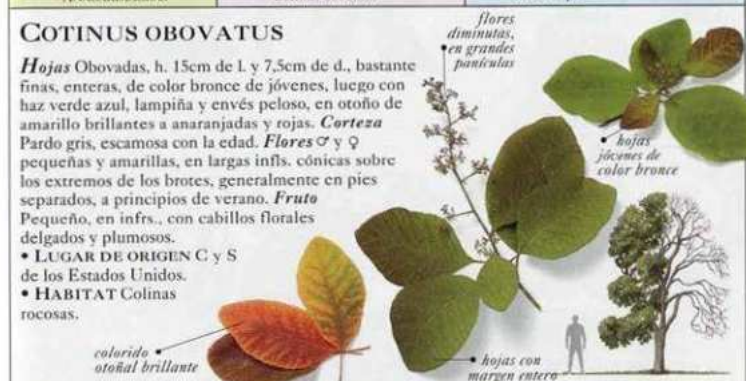 COTINUS OBOVATUS
Hojas Obovadas, h. 15cm de l. y 7,5cm de d., bastante
finas, enteras, de color bronce de jóvenes, luego con
haz verde azul, lampiña y envés peloso, en otoño de
amarillo brillantes a anaranjadas y rojas. Corteza
Pardo gris, escamosa con la edad. Flores ♂ y ♀
pequeñas y amarillas, en largas infls. cónicas sobre
los extremos de los brotes, generalmente en pies
separados, a principios de verano. Fruto
Pequeño, en infrs., con cabillos florales
delgados y plumosos.
• LUGAR DE ORIGEN C y S
de los Estados Unidos.
• HABITAT Colinas
rocosas.
flores
diminutas,
en grandes
panículas
• hojas
jóvenes de
color bronce
colorido •
otoñal brillante
• hojas con
margen entero